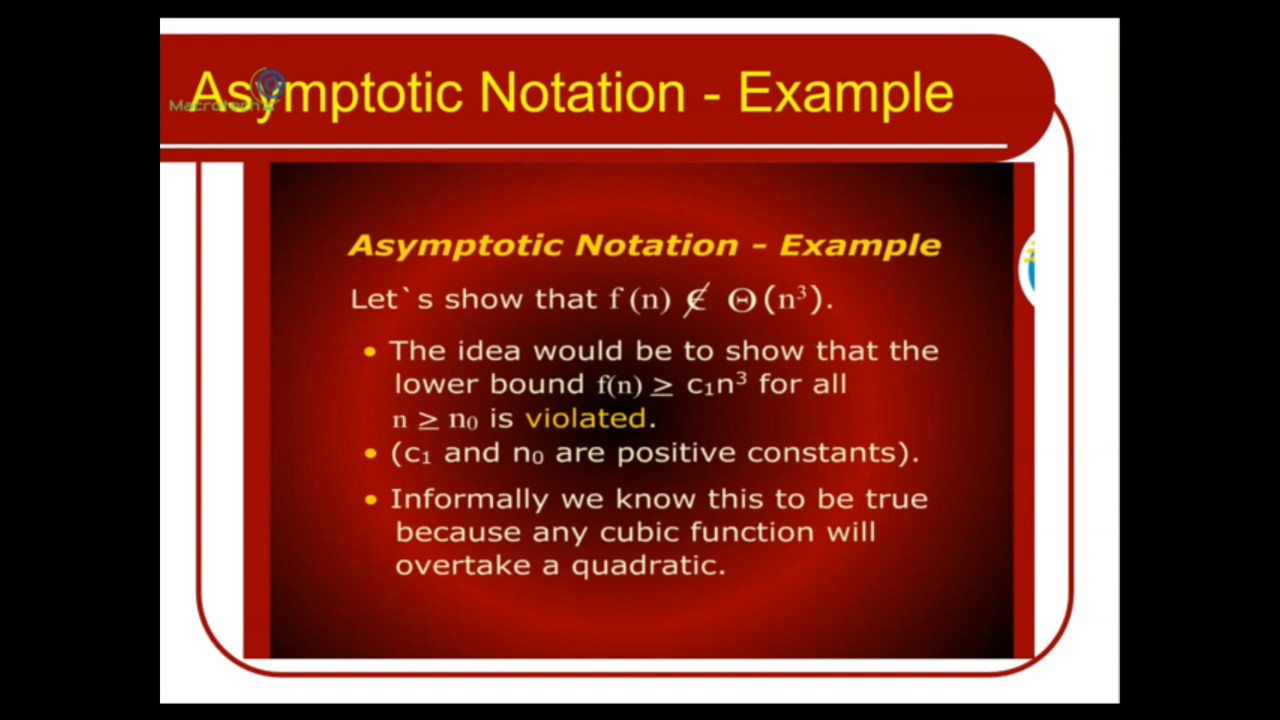 Asymptotic Notation - Example
Macrotech
Asymptotic Notation – Example
Let`s show that f (n) ∉ Θ(n³).
• The idea would be to show that the
lower bound f(n) ≥ c₁n³ for all
n ≥ n₀ is violated.
• (c₁ and n₀ are positive constants).
• Informally we know this to be true
because any cubic function will
overtake a quadratic.